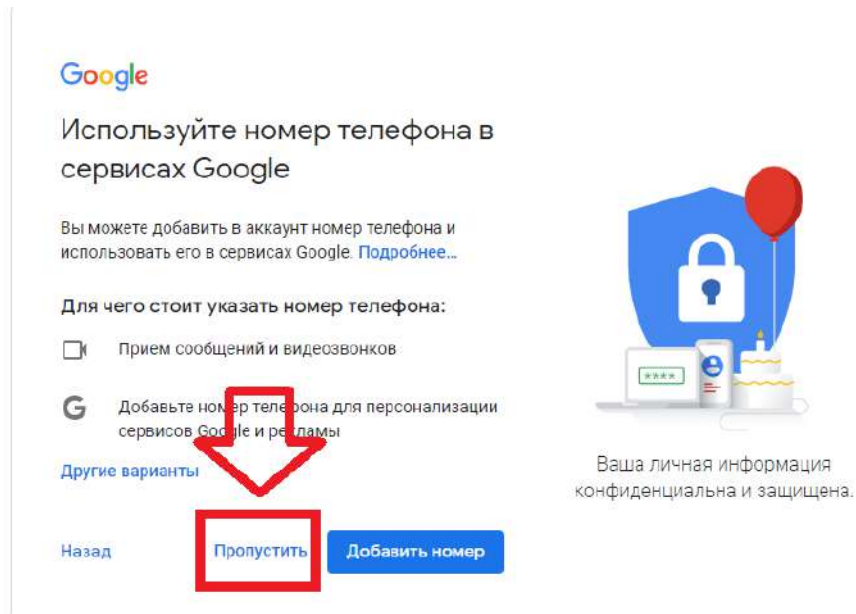 Google
Используйте номер телефона в
сервисах Google
Вы можете добавить в аккаунт номер телефона и
использовать его в сервисах Google. Подробнее...
Для чего стоит указать номер телефона:
Прием сообщений и видеозвонков
G
Добавьте номер телефона для персонализации
сервисов Google и рекламы
Другие варианты
Назад
Пропустить
Добавить номер
****
Ваша личная информация
конфиденциальна и защищена.